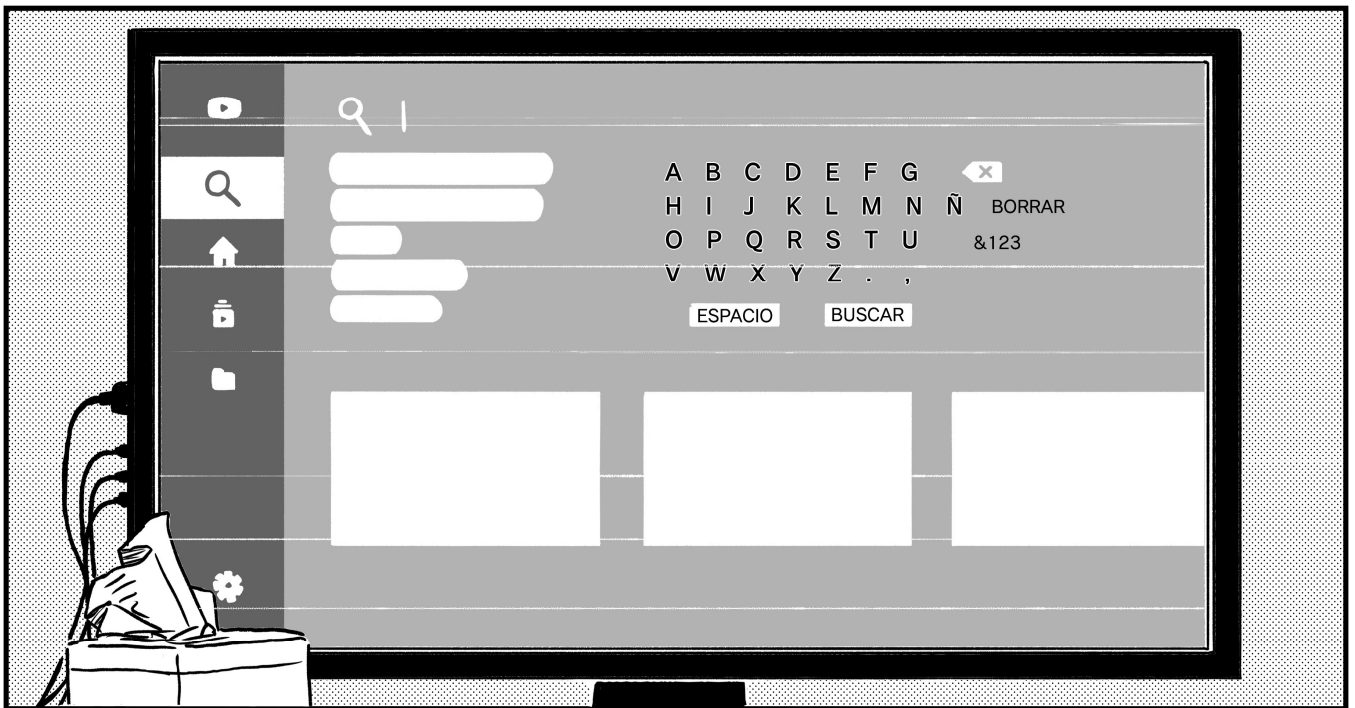 A B C D E F G
H I J K L M N Ñ BORRAR
O P Q R S T U &123
V W X Y Z . ,
ESPACIO BUSCAR